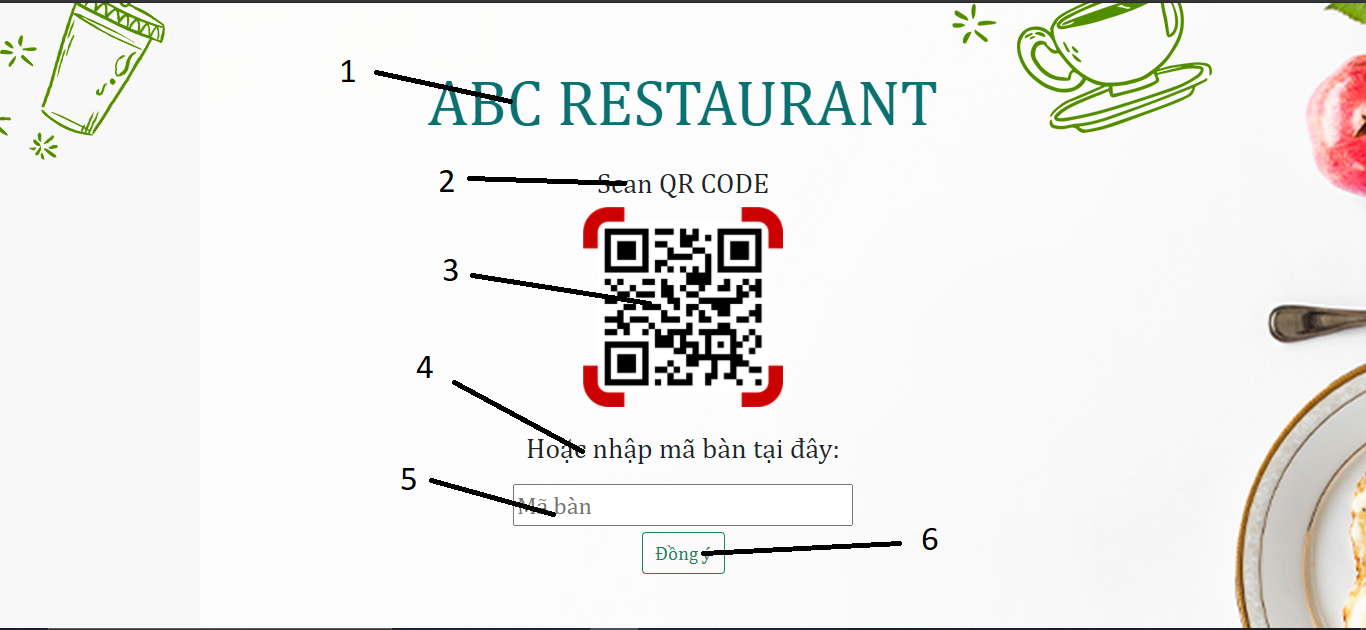 1
ABC RESTAURANT
2
Scan QR CODE
3
4
Hoặc nhập mã bàn tại đây:
5
Mã bàn
6
Đồng ý